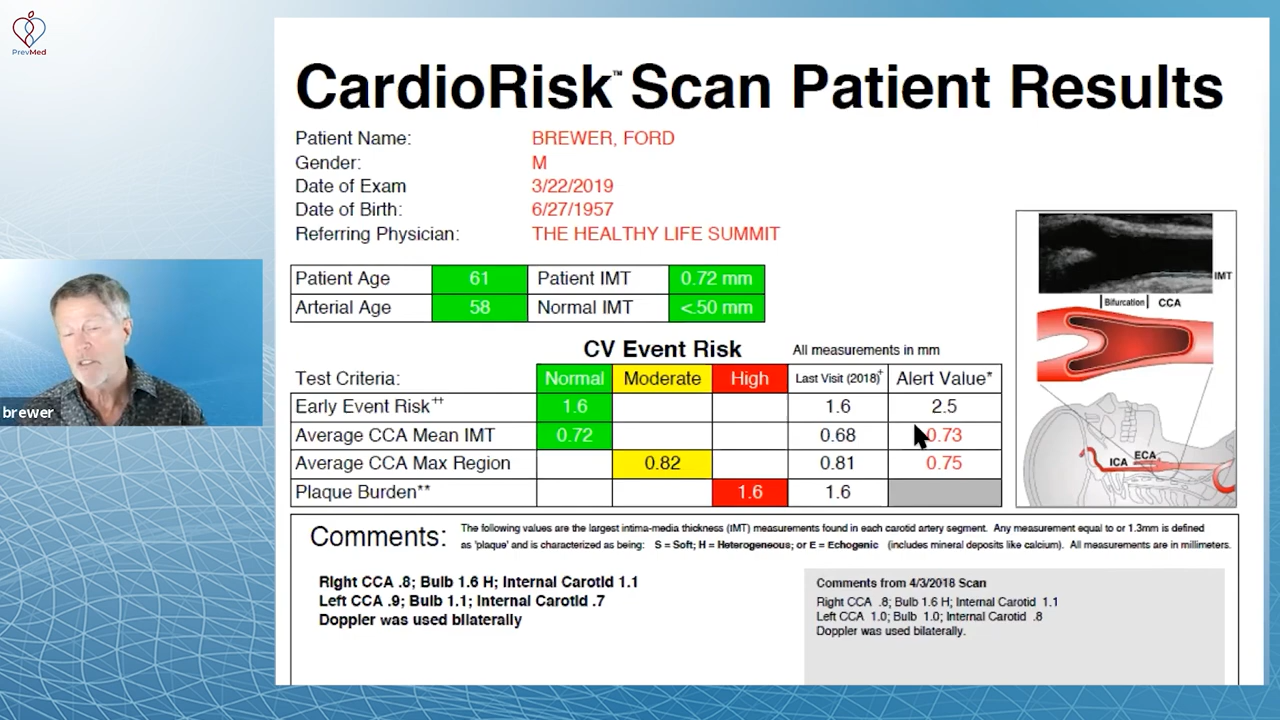 PrevMed
CardioRisk™ Scan Patient Results
Patient Name: BREWER, FORD
Gender: M
Date of Exam 3/22/2019
Date of Birth: 6/27/1957
Referring Physician: THE HEALTHY LIFE SUMMIT
Patient Age 61 Patient IMT 0.72 mm
Arterial Age 58 Normal IMT <.50 mm
IMT
Bifurcation CCA
CV Event Risk All measurements in mm
Test Criteria: Normal Moderate High Last Visit (2018)† Alert Value*
Early Event Risk†† 1.6 1.6 2.5
Average CCA Mean IMT 0.72 0.68 0.73
Average CCA Max Region 0.82 0.81 0.75
Plaque Burden** 1.6 1.6
ICA ECA
brewer
Comments: The following values are the largest intima-media thickness (IMT) measurements found in each carotid artery segment. Any measurement equal to or 1.3mm is defined
as 'plaque' and is characterized as being: S = Soft; H = Heterogeneous; or E = Echogenic (includes mineral deposits like calcium). All measurements are in millimeters.
Right CCA .8; Bulb 1.6 H; Internal Carotid 1.1
Left CCA .9; Bulb 1.1; Internal Carotid .7
Doppler was used bilaterally
Comments from 4/3/2018 Scan
Right CCA .8; Bulb 1.6 H; Internal Carotid 1.1
Left CCA 1.0; Bulb 1.0; Internal Carotid .8
Doppler was used bilaterally.